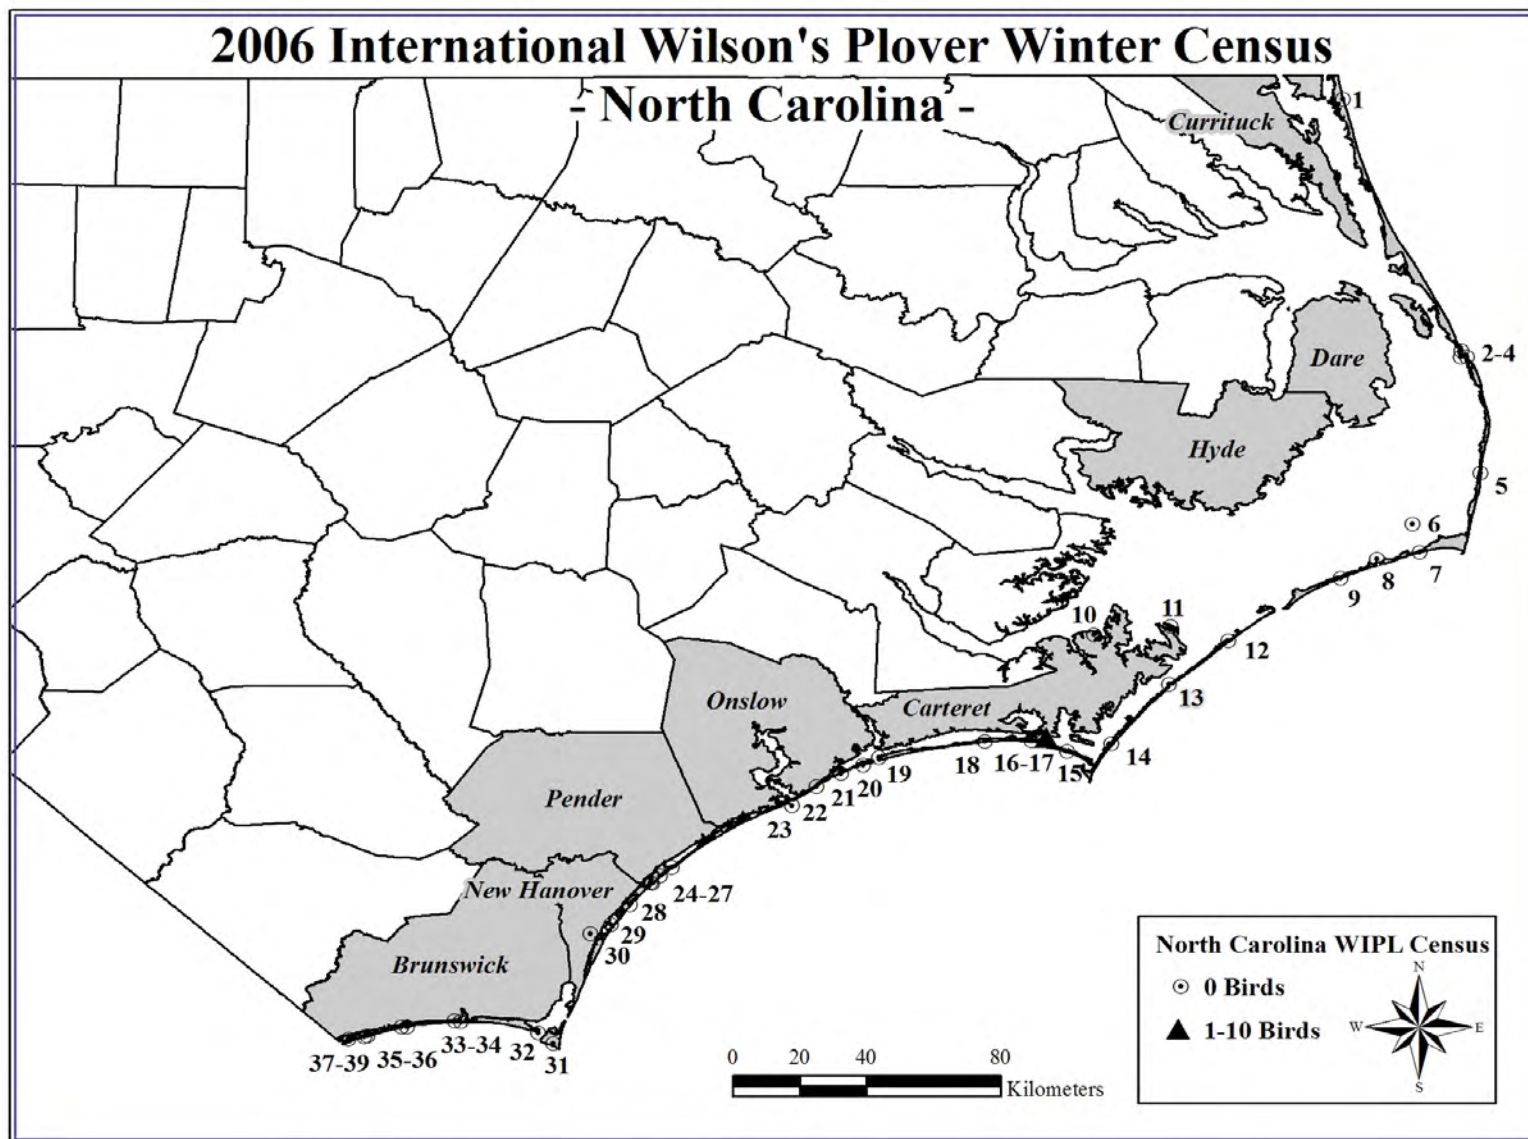 2006 International Wilson's Plover Winter Census
- North Carolina -
1
Currituck
2-4
Dare
Hyde
5
6
7
8
9
10
11
12
13
14
Onslow
Carteret
15
16-17
18
19
20
21
22
23
Pender
24-27
New Hanover
28
29
30
Brunswick
31
32
33-34
35-36
37-39
North Carolina WIPL Census
0 Birds
1-10 Birds
N
W E
S
0 20 40 80
Kilometers